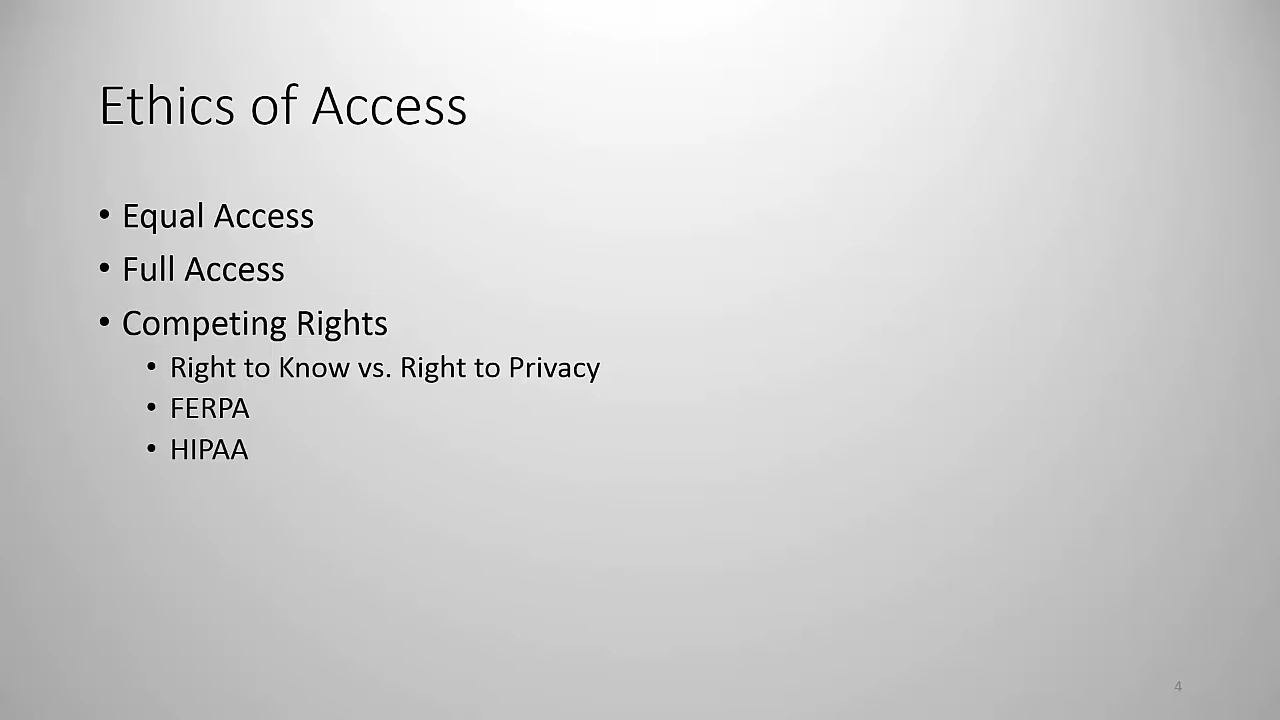 Ethics of Access
• Equal Access
• Full Access
• Competing Rights
• Right to Know vs. Right to Privacy
• FERPA
• HIPAA
4